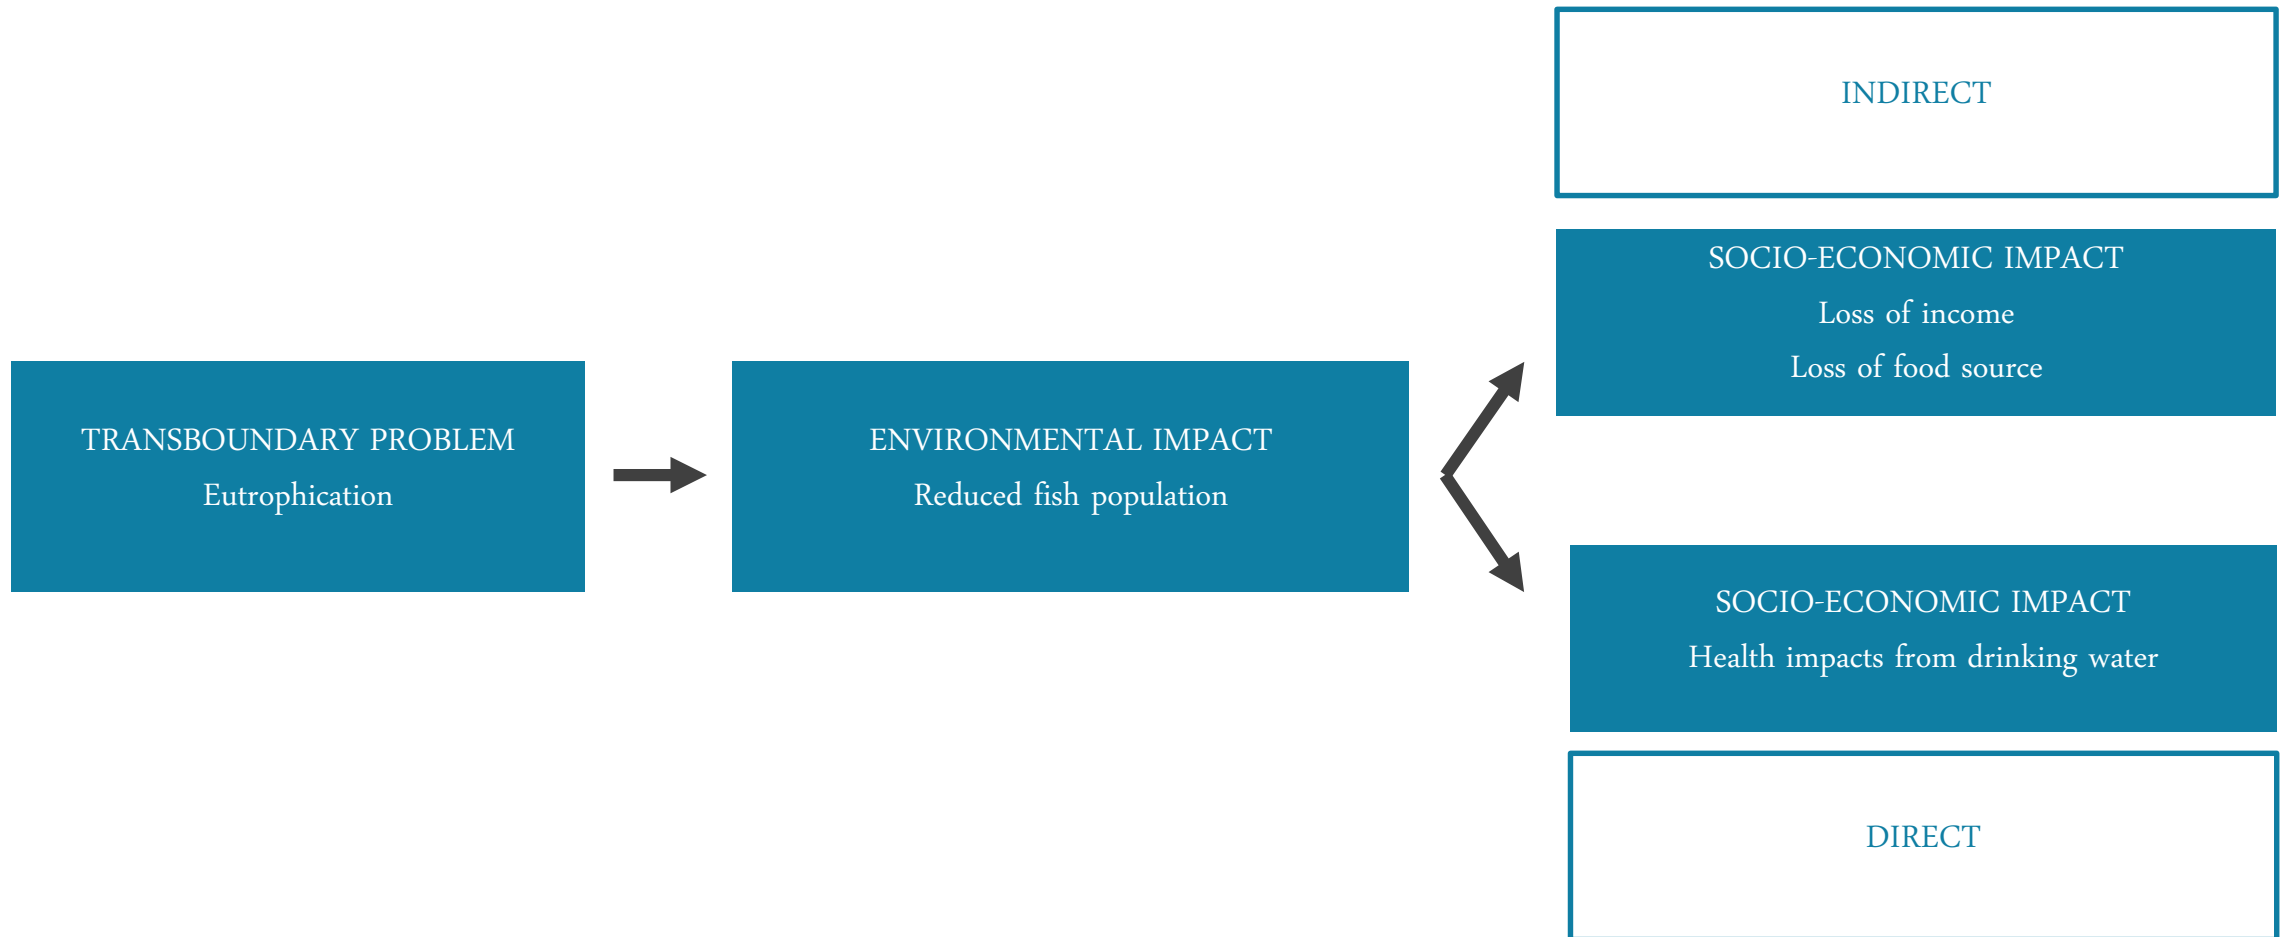 INDIRECT
SOCIO-ECONOMIC IMPACT
Loss of income
Loss of food source
TRANSBOUNDARY PROBLEM
Eutrophication
ENVIRONMENTAL IMPACT
Reduced fish population
SOCIO-ECONOMIC IMPACT
Health impacts from drinking water
DIRECT